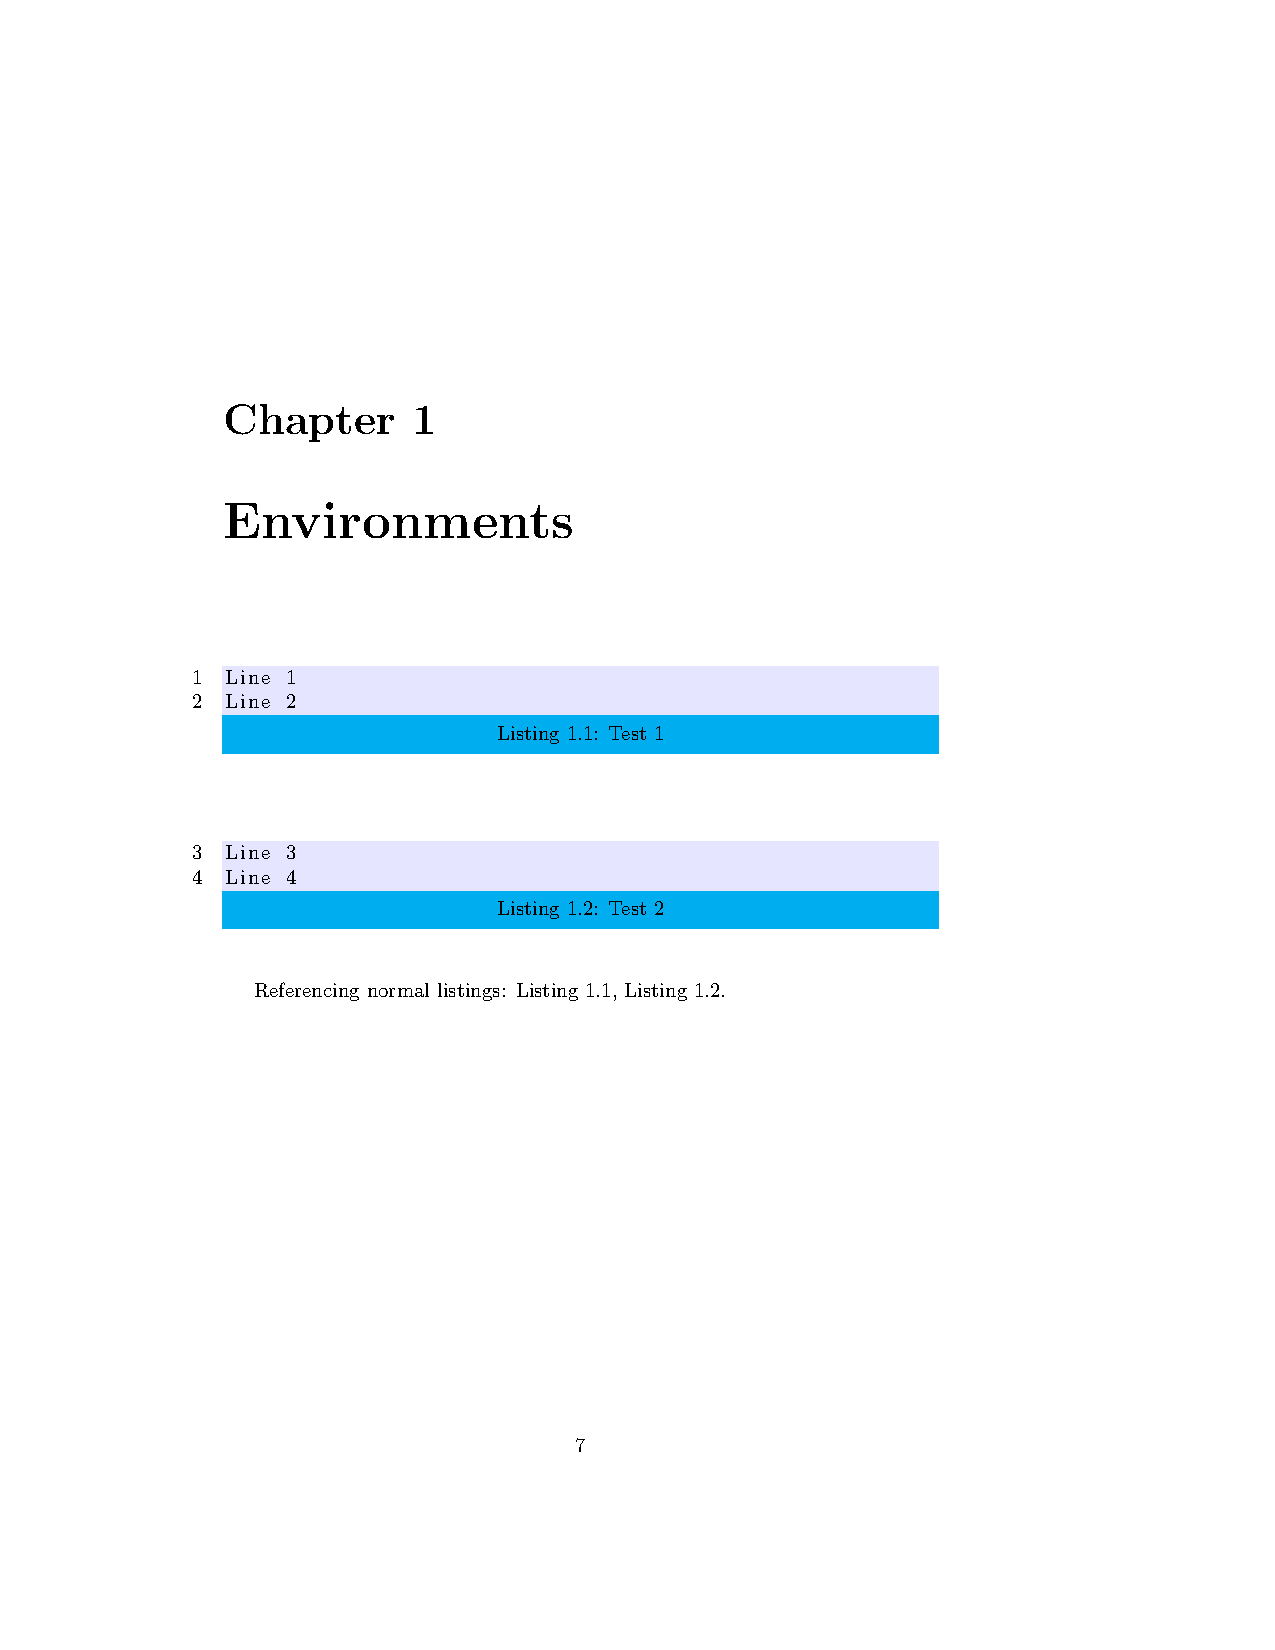 Chapter 1
Environments
1 Line 1
2 Line 2
Listing 1.1: Test 1
3 Line 3
4 Line 4
Listing 1.2: Test 2
Referencing normal listings: Listing 1.1, Listing 1.2.
7